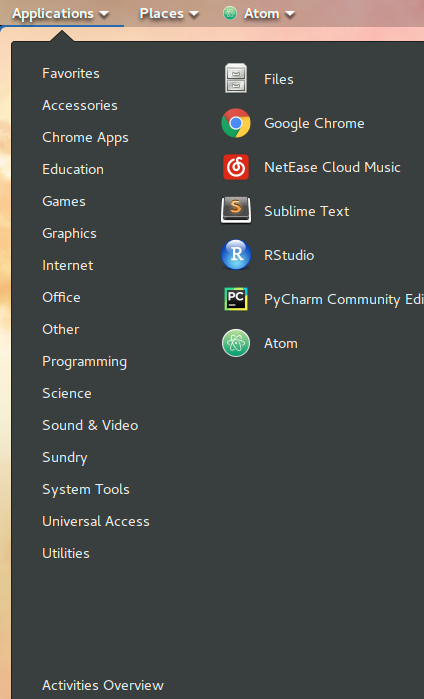 Applications Places Atom
Favorites
Accessories
Chrome Apps
Education
Games
Graphics
Internet
Office
Other
Programming
Science
Sound & Video
Sundry
System Tools
Universal Access
Utilities
Activities Overview
Files
Google Chrome
NetEase Cloud Music
S
Sublime Text
R
RStudio
PC
PyCharm Community Edi
Atom